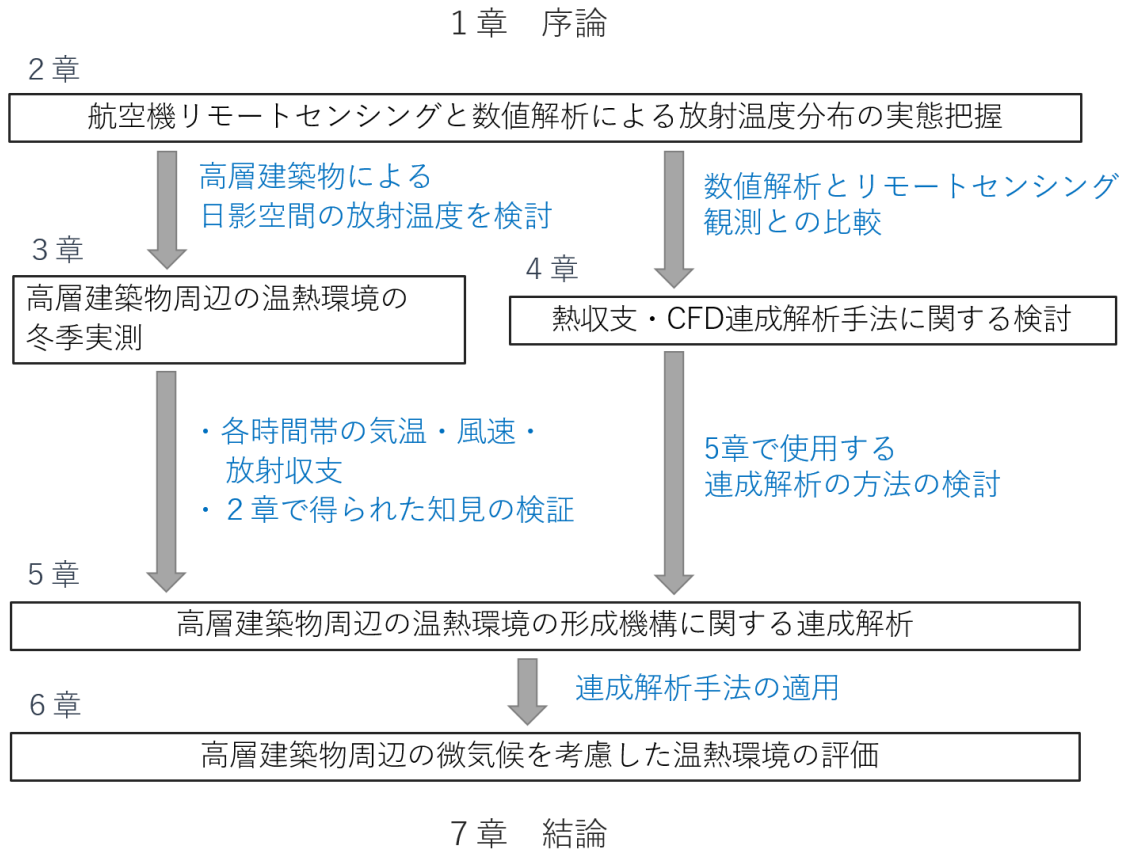 1章　序論
2章
航空機リモートセンシングと数値解析による放射温度分布の実態把握
高層建築物による
日影空間の放射温度を検討
数値解析とリモートセンシング
観測との比較
3章
高層建築物周辺の温熱環境の
冬季実測
4章
熱収支・CFD連成解析手法に関する検討
・各時間帯の気温・風速・
放射収支
・２章で得られた知見の検証
5章で使用する
連成解析の方法の検討
5章
高層建築物周辺の温熱環境の形成機構に関する連成解析
連成解析手法の適用
6章
高層建築物周辺の微気候を考慮した温熱環境の評価
7章　結論